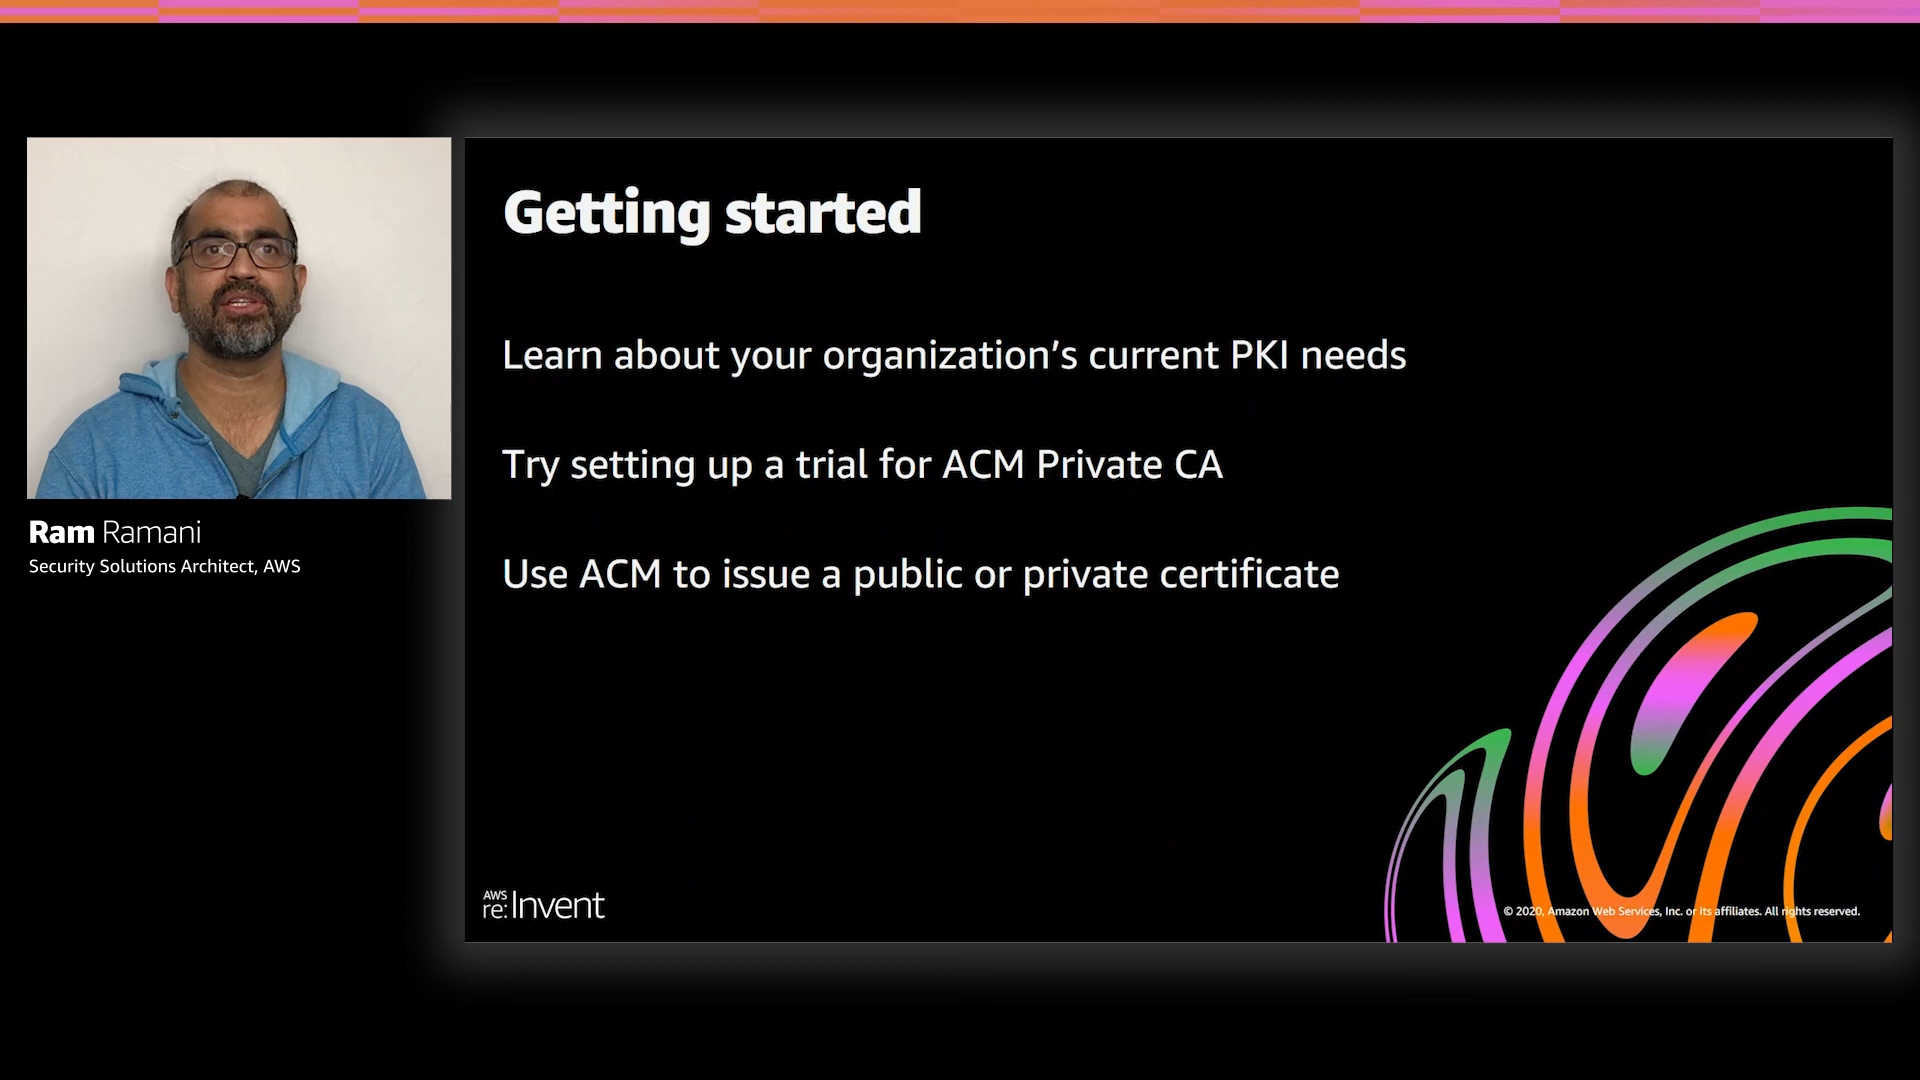 Getting started
Learn about your organization’s current PKI needs
Try setting up a trial for ACM Private CA
Use ACM to issue a public or private certificate
Ram Ramani
Security Solutions Architect, AWS
AWS
re:Invent
© 2020, Amazon Web Services, Inc. or its affiliates. All rights reserved.